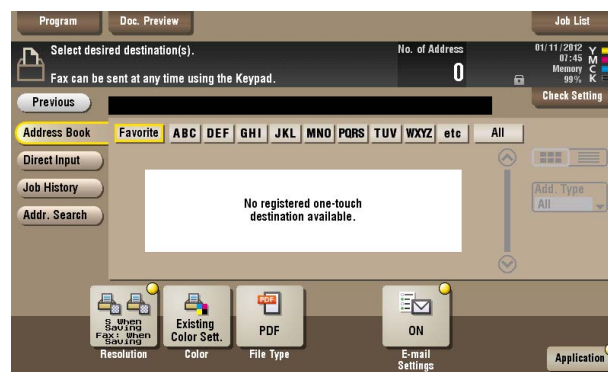 Program
Doc. Preview
Job List
Select desired destination(s).
Fax can be sent at any time using the Keypad.
No. of Address
0
01/11/2012
07:45
Memory
99%
Y
M
C
K
Previous
Check Setting
Address Book
Favorite ABC DEF GHI JKL MNO PQRS TUV WXYZ etc All
Direct Input
Job History
Addr. Search
No registered one-touch
destination available.
Add. Type
All
S When
Saving
Fax: When
Saving
Resolution
Existing
Color Sett.
Color
PDF
PDF
File Type
ON
E-mail
Settings
Application